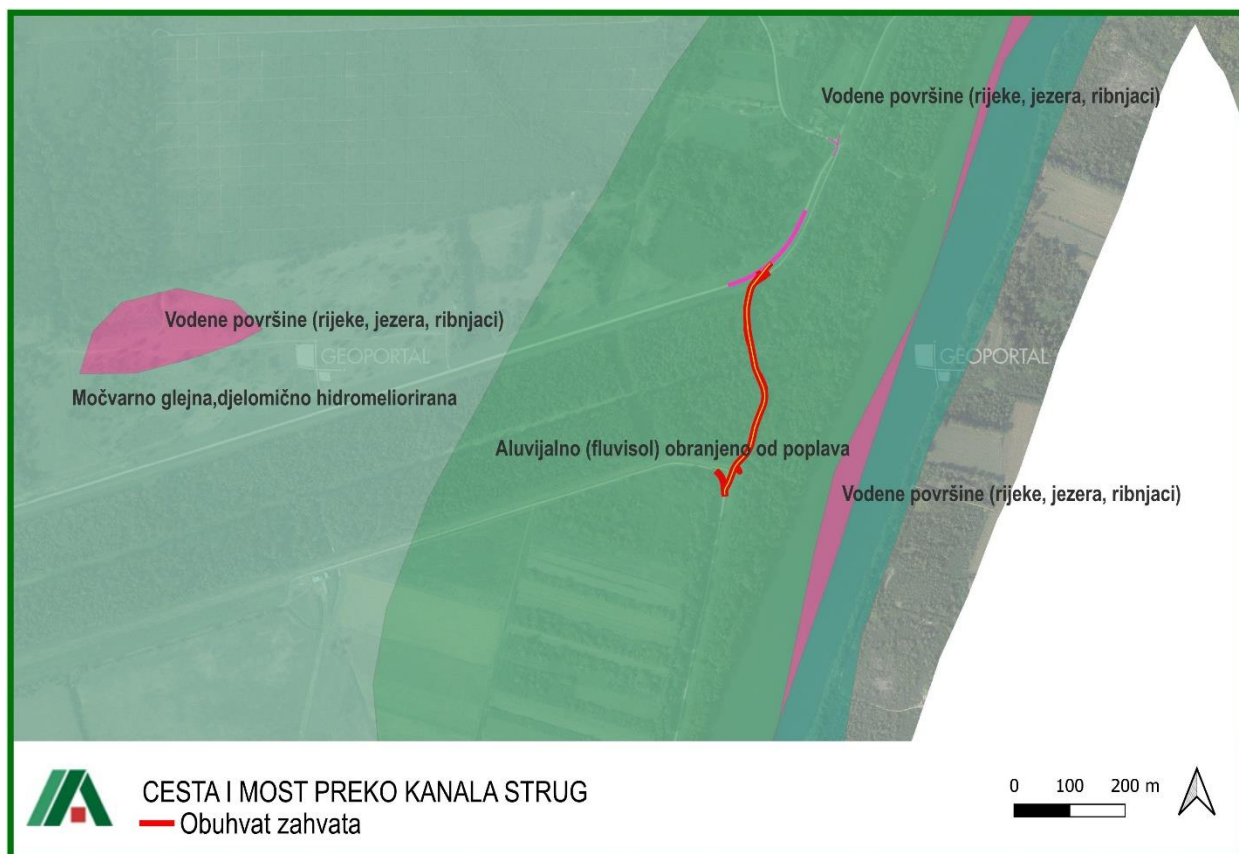 Vodene površine (rijeke, jezera, ribnjaci)
Vodene površine (rijeke, jezera, ribnjaci)
GEOPORTAL
GEOPORTAL
Močvarno glejna,djelomično hidromeliorirana
Aluvijalno (fluvisol) obranjeno od poplava
Vodene površine (rijeke, jezera, ribnjaci)
CESTA I MOST PREKO KANALA STRUG
Obuhvat zahvata
0 100 200 m